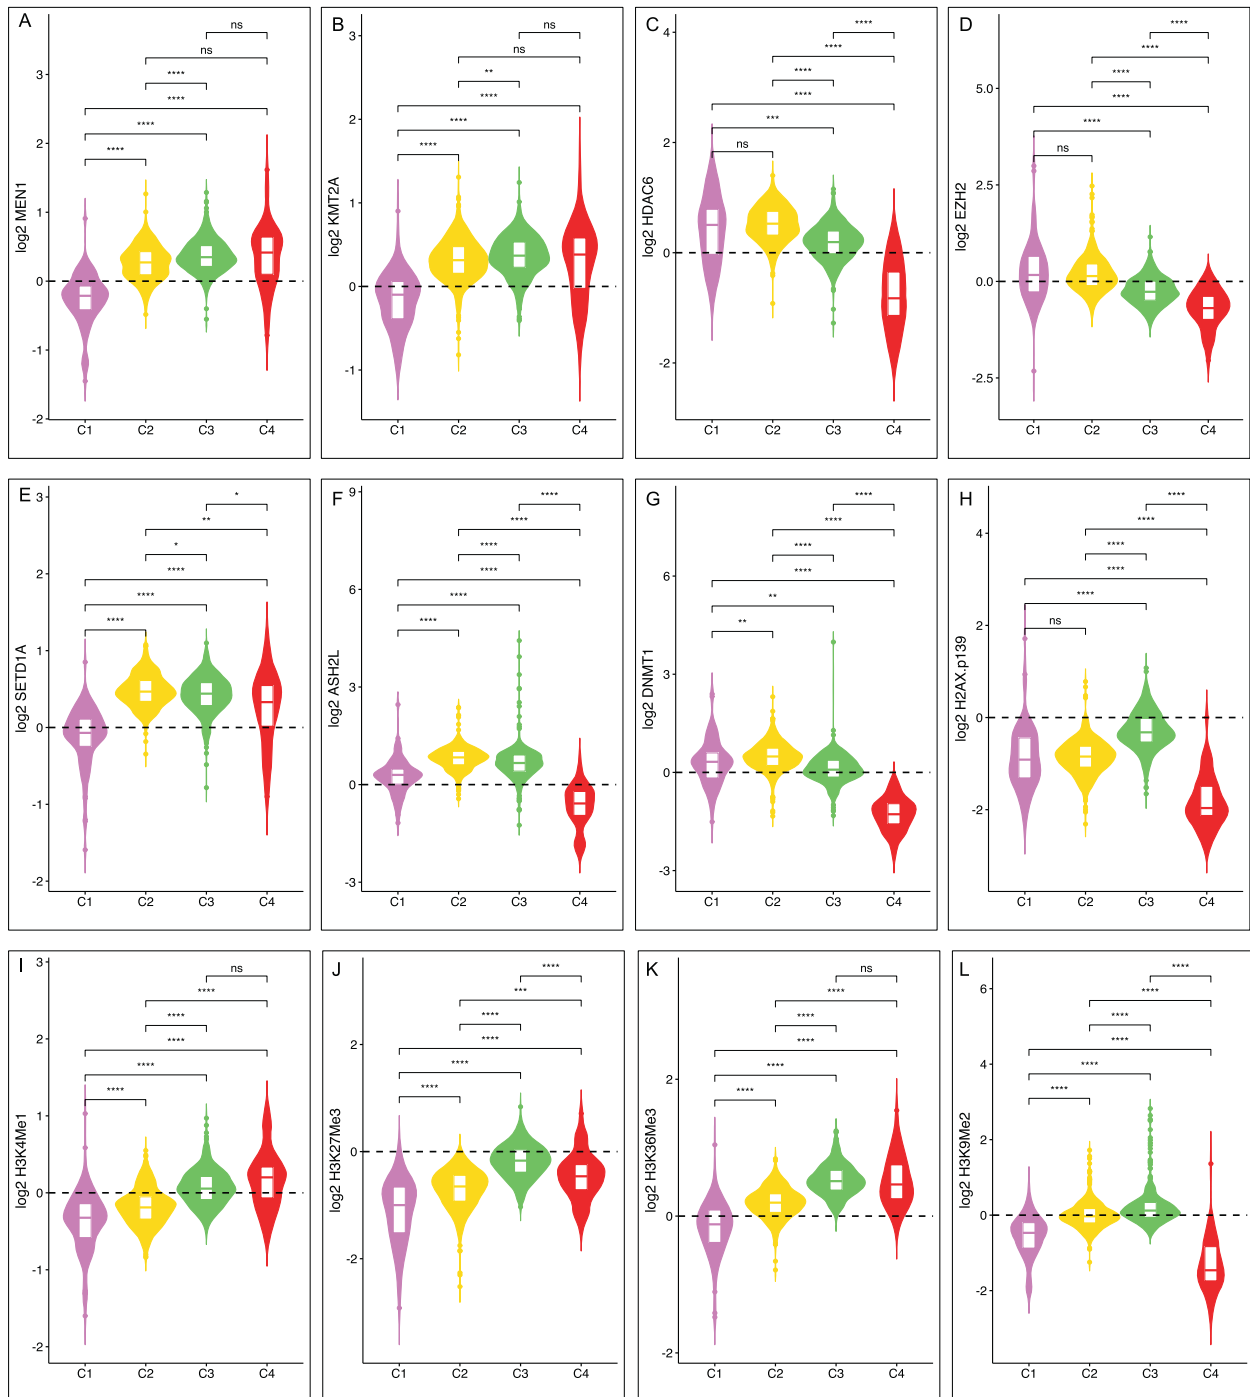 A
log2 MEN1
3
2
1
0
-1
-2
ns
ns
****
****
****
****
C1 C2 C3 C4
B
log2 KMT2A
3
2
1
0
-1
ns
ns
**
****
****
****
C1 C2 C3 C4
C
log2 HDAC6
4
2
0
-2
****
****
****
****
***
ns
C1 C2 C3 C4
D
log2 EZH2
5.0
2.5
0.0
-2.5
****
****
****
****
****
ns
C1 C2 C3 C4
E
log2 SETD1A
3
2
1
0
-1
-2
*
**
*
****
****
****
C1 C2 C3 C4
F
log2 ASH2L
9
6
3
0
-3
****
****
****
****
****
****
C1 C2 C3 C4
G
log2 DNMT1
6
3
0
-3
****
****
****
****
**
**
C1 C2 C3 C4
H
log2 H2AX.p139
4
2
0
-2
****
****
****
****
****
ns
C1 C2 C3 C4
I
log2 H3K4Me1
3
2
1
0
-1
-2
ns
****
****
****
****
****
C1 C2 C3 C4
J
log2 H3K27Me3
2
0
-2
****
***
****
****
****
****
C1 C2 C3 C4
K
log2 H3K36Me3
2
0
-2
ns
****
****
****
****
****
C1 C2 C3 C4
L
log2 H3K9Me2
6
4
2
0
-2
****
****
****
****
****
****
C1 C2 C3 C4